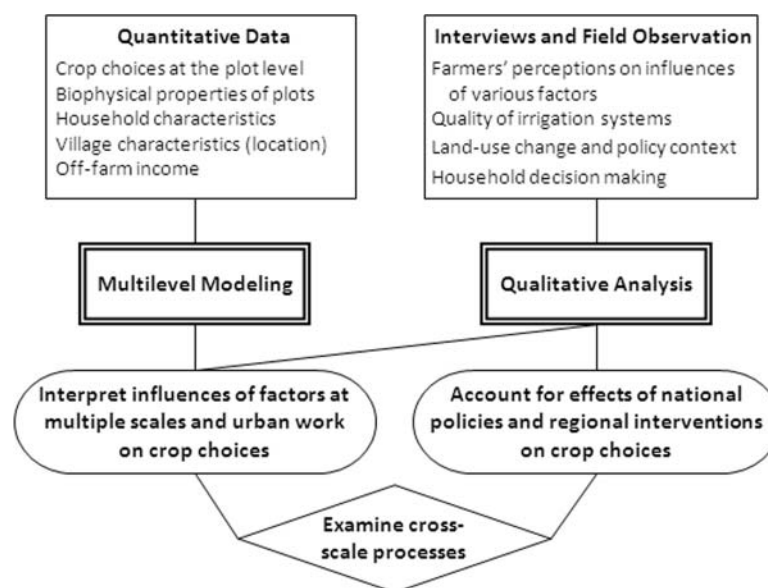 Quantitative Data
Crop choices at the plot level
Biophysical properties of plots
Household characteristics
Village characteristics (location)
Off-farm income
Interviews and Field Observation
Farmers' perceptions on influences
of various factors
Quality of irrigation systems
Land-use change and policy context
Household decision making
Multilevel Modeling
Qualitative Analysis
Interpret influences of factors at
multiple scales and urban work
on crop choices
Account for effects of national
policies and regional interventions
on crop choices
Examine cross-
scale processes